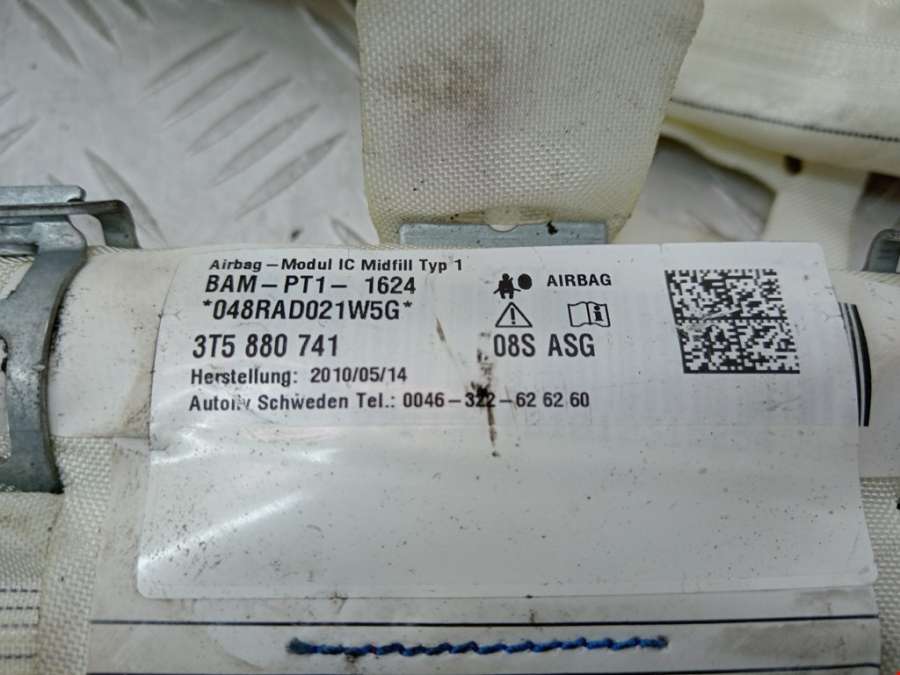 Airbag-Modul IC Midfill Typ 1
BAM-PT1- 1624
*048RAD021W5G*
3T5 880 741
Herstellung: 2010/05/14
Autoliv Schweden Tel.: 0046-322-62 62 60
AIRBAG
08S ASG